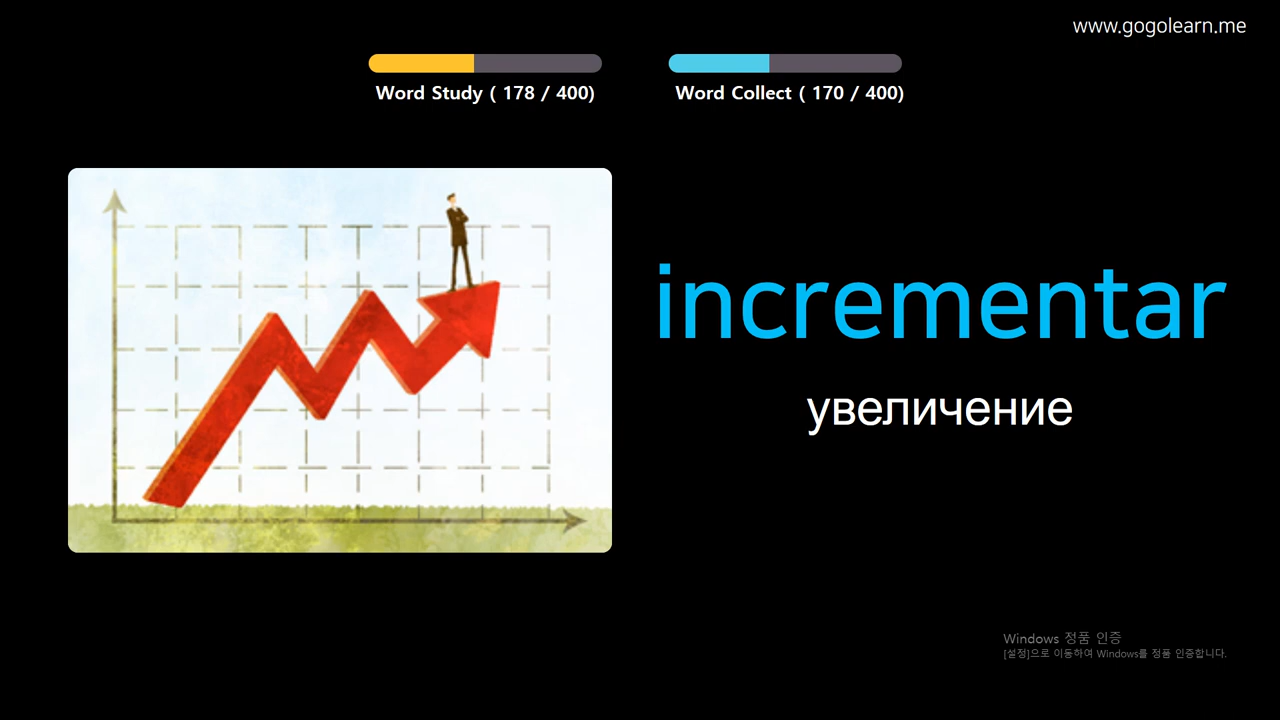 www.gogolearn.me
Word Study ( 178 / 400)
Word Collect ( 170 / 400)
incrementar
увеличение
Windows 정품 인증
[설정]으로 이동하여 Windows를 정품 인증합니다.